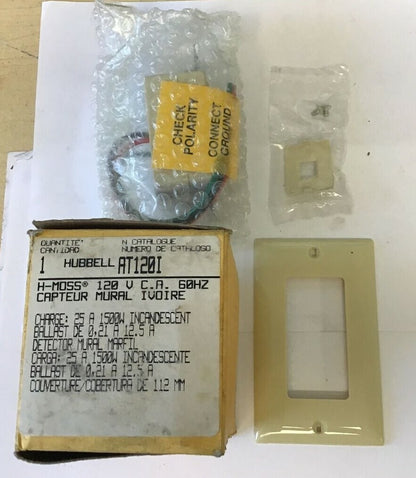 CHECK
POLARITY
CONNECT
GROUND
QUANTITE' N CATALOGUE
CANTIDAD NUMERO DE CATALOGO
1 HUBBELL AT120I
H-MOSS® 120 V C.A. 60HZ
CAPTEUR MURAL IVOIRE
CHARGE: 25 A 1500W INCANDESCENT
BALLAST DE 0,21 A 12.5 A
DETECTOR MURAL MARFIL
CARGA: 25 A 1500W INCANDESCENTE
BALLAST DE 0,21 A 12.5 A
COUVERTURE/COBERTURA DE 112 MM